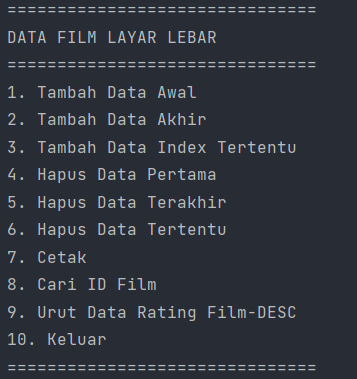 ===============================
DATA FILM LAYAR LEBAR
===============================
1. Tambah Data Awal
2. Tambah Data Akhir
3. Tambah Data Index Tertentu
4. Hapus Data Pertama
5. Hapus Data Terakhir
6. Hapus Data Tertentu
7. Cetak
8. Cari ID Film
9. Urut Data Rating Film-DESC
10. Keluar
===============================